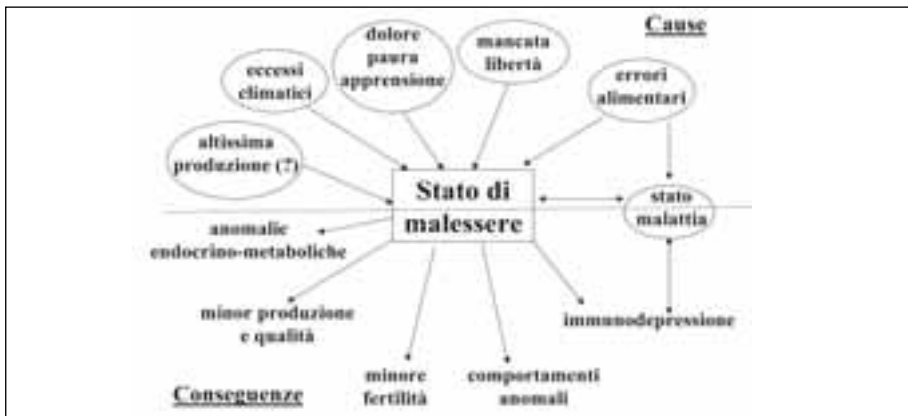 Cause
dolore
paura
apprensione
mancata
libertà
eccessi
climatici
errori
alimentari
altissima
produzione (?)
Stato di
malessere
stato
malattia
anomalie
endocrino-metaboliche
minor produzione
e qualità
immunodepressione
minore
fertilità
comportamenti
anomali
Conseguenze